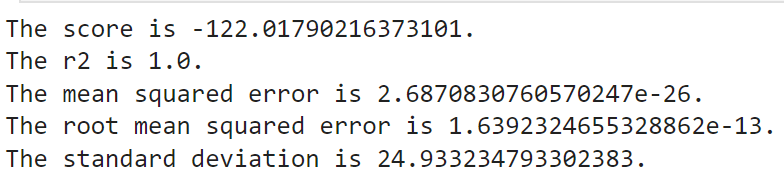 The score is -122.01790216373101.
The r2 is 1.0.
The mean squared error is 2.6870830760570247e-26.
The root mean squared error is 1.6392324655328862e-13.
The standard deviation is 24.933234793302383.